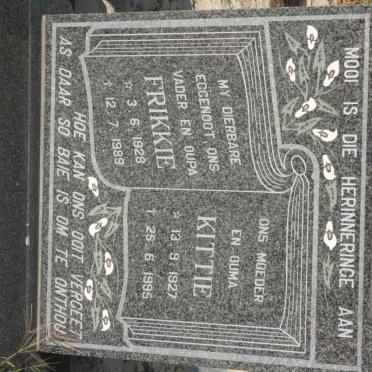 MOOI IS DIE HERINNERINGE AAN
MY DIERBARE
EGGENOOT, ONS
VADER EN OUPA
FRIKKIE
☆ 3. 6. 1928
† 12. 7. 1989
ONS MOEDER
EN OUMA
KITTIE
☆ 13. 9. 1927
† 25. 6. 1995
HOE KAN ONS OOIT VERGEET
AS DAAR SO BAIE IS OM TE ONTHOU